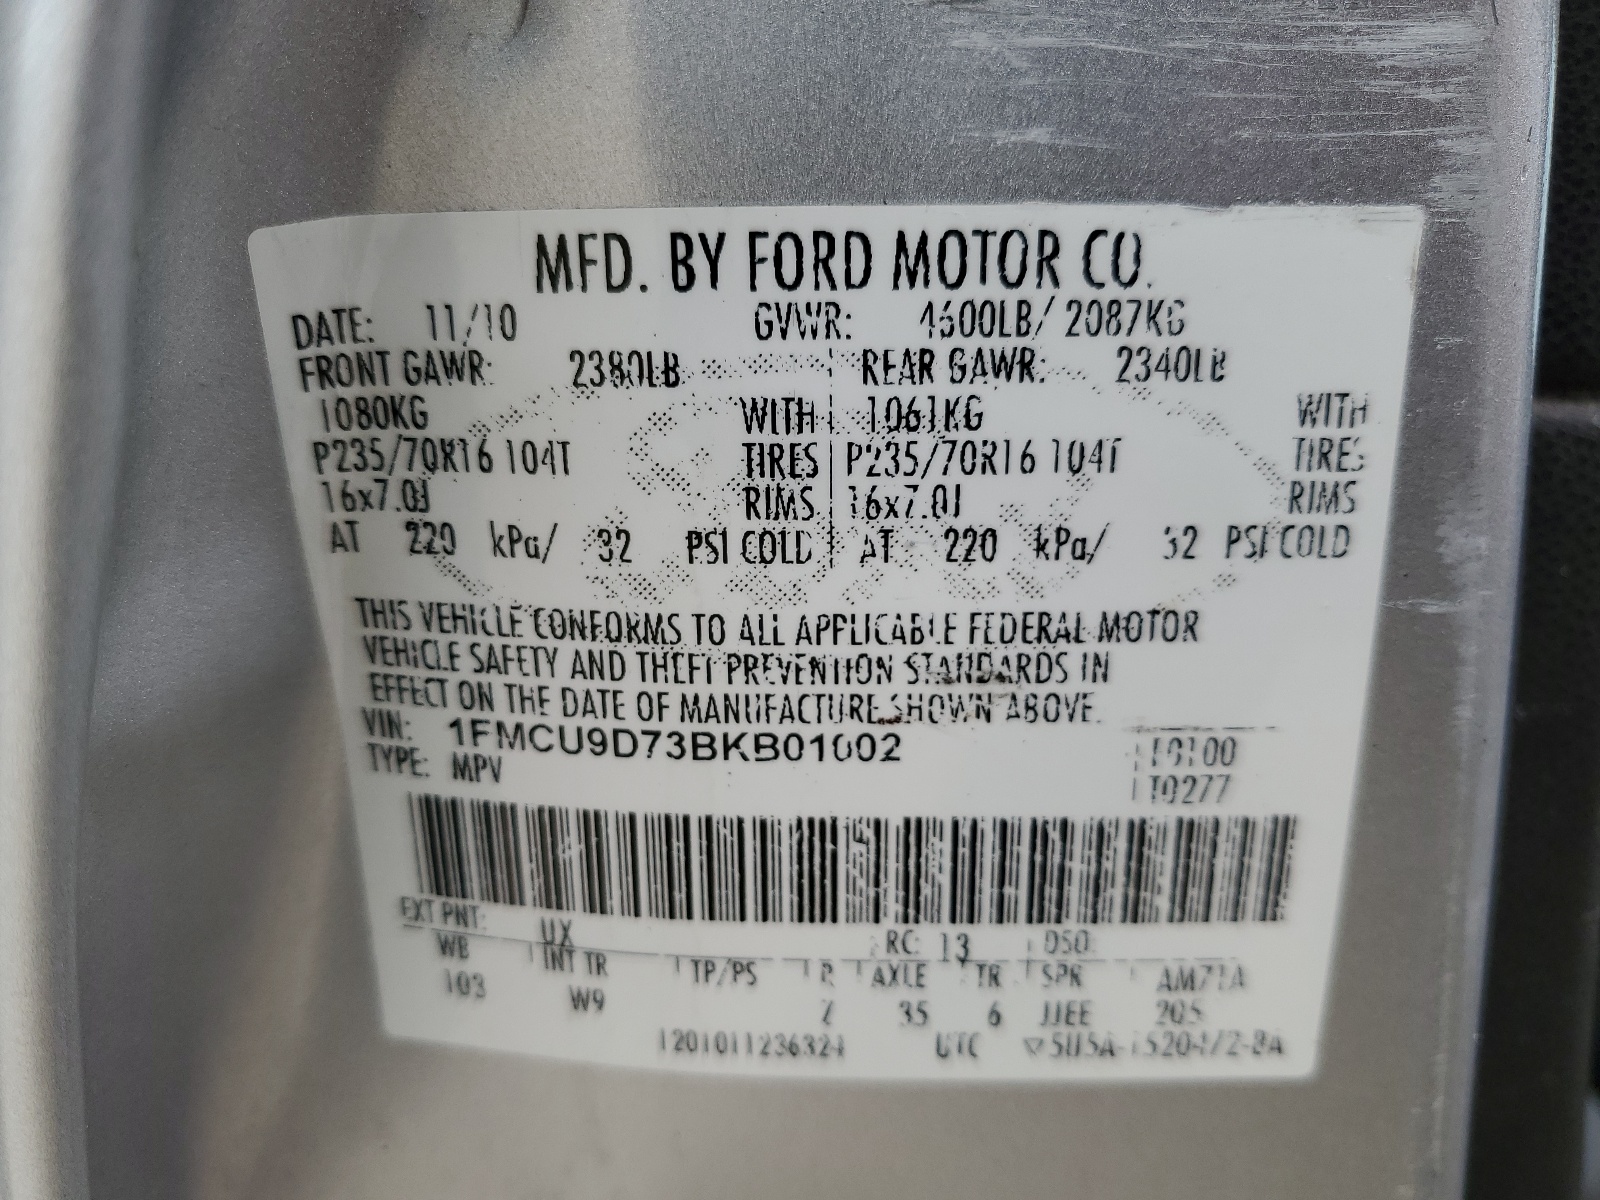 MFD. BY FORD MOTOR CO.
DATE: 11/10 GVWR: 4600LB/ 2087KG
FRONT GAWR: 2380LB REAR GAWR: 2340LB
1080KG WITH 1061KG WITH
P235/70R16 104T TIRES P235/70R16 104T TIRES
16x7.0J RIMS 16x7.0J RIMS
AT 220 kPa/ 32 PSI COLD AT 220 kPa/ 32 PSI COLD
THIS VEHICLE CONFORMS TO ALL APPLICABLE FEDERAL MOTOR
VEHICLE SAFETY AND THEFT PREVENTION STANDARDS IN
EFFECT ON THE DATE OF MANUFACTURE SHOWN ABOVE.
VIN: 1FMCU9D73BKB01002
TYPE: MPV
T0277
EXT PNT: UX RC: 13 DSO:
WB INT TR TP/PS R AXLE TR SPR
103 W9 35 6 JJEE 205
UTC